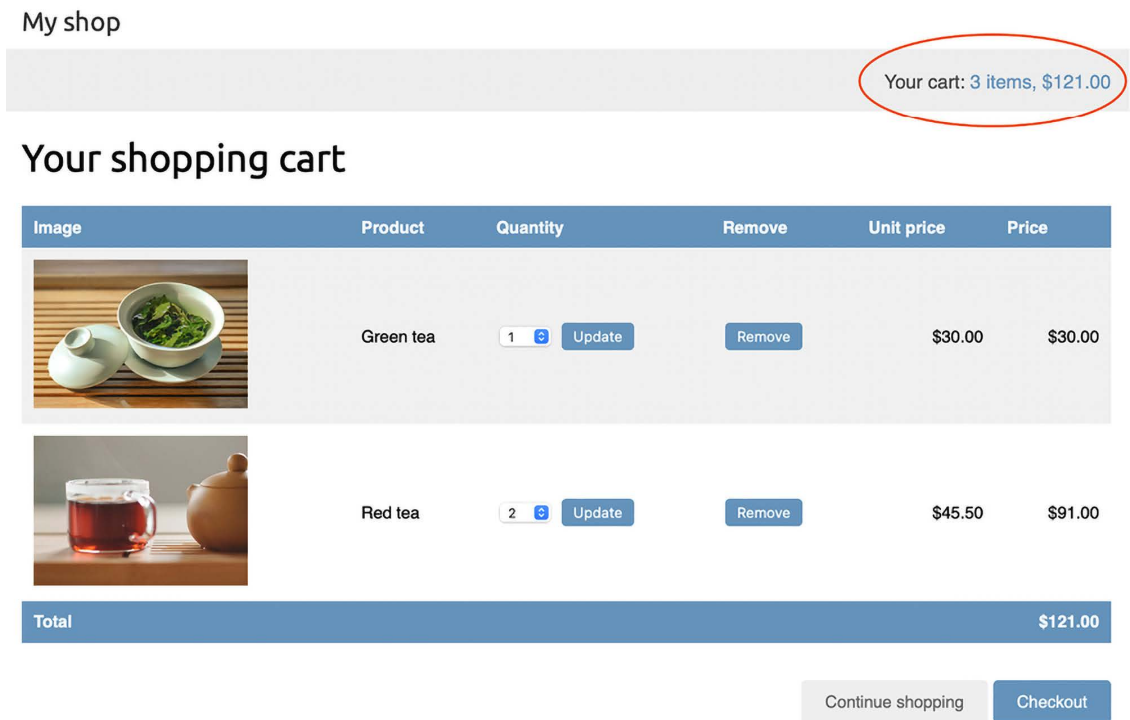 My shop
Your cart: 3 items, $121.00
Your shopping cart
Image Product Quantity Remove Unit price Price
Green tea 1 Update Remove $30.00 $30.00
Red tea 2 Update Remove $45.50 $91.00
Total $121.00
Continue shopping Checkout